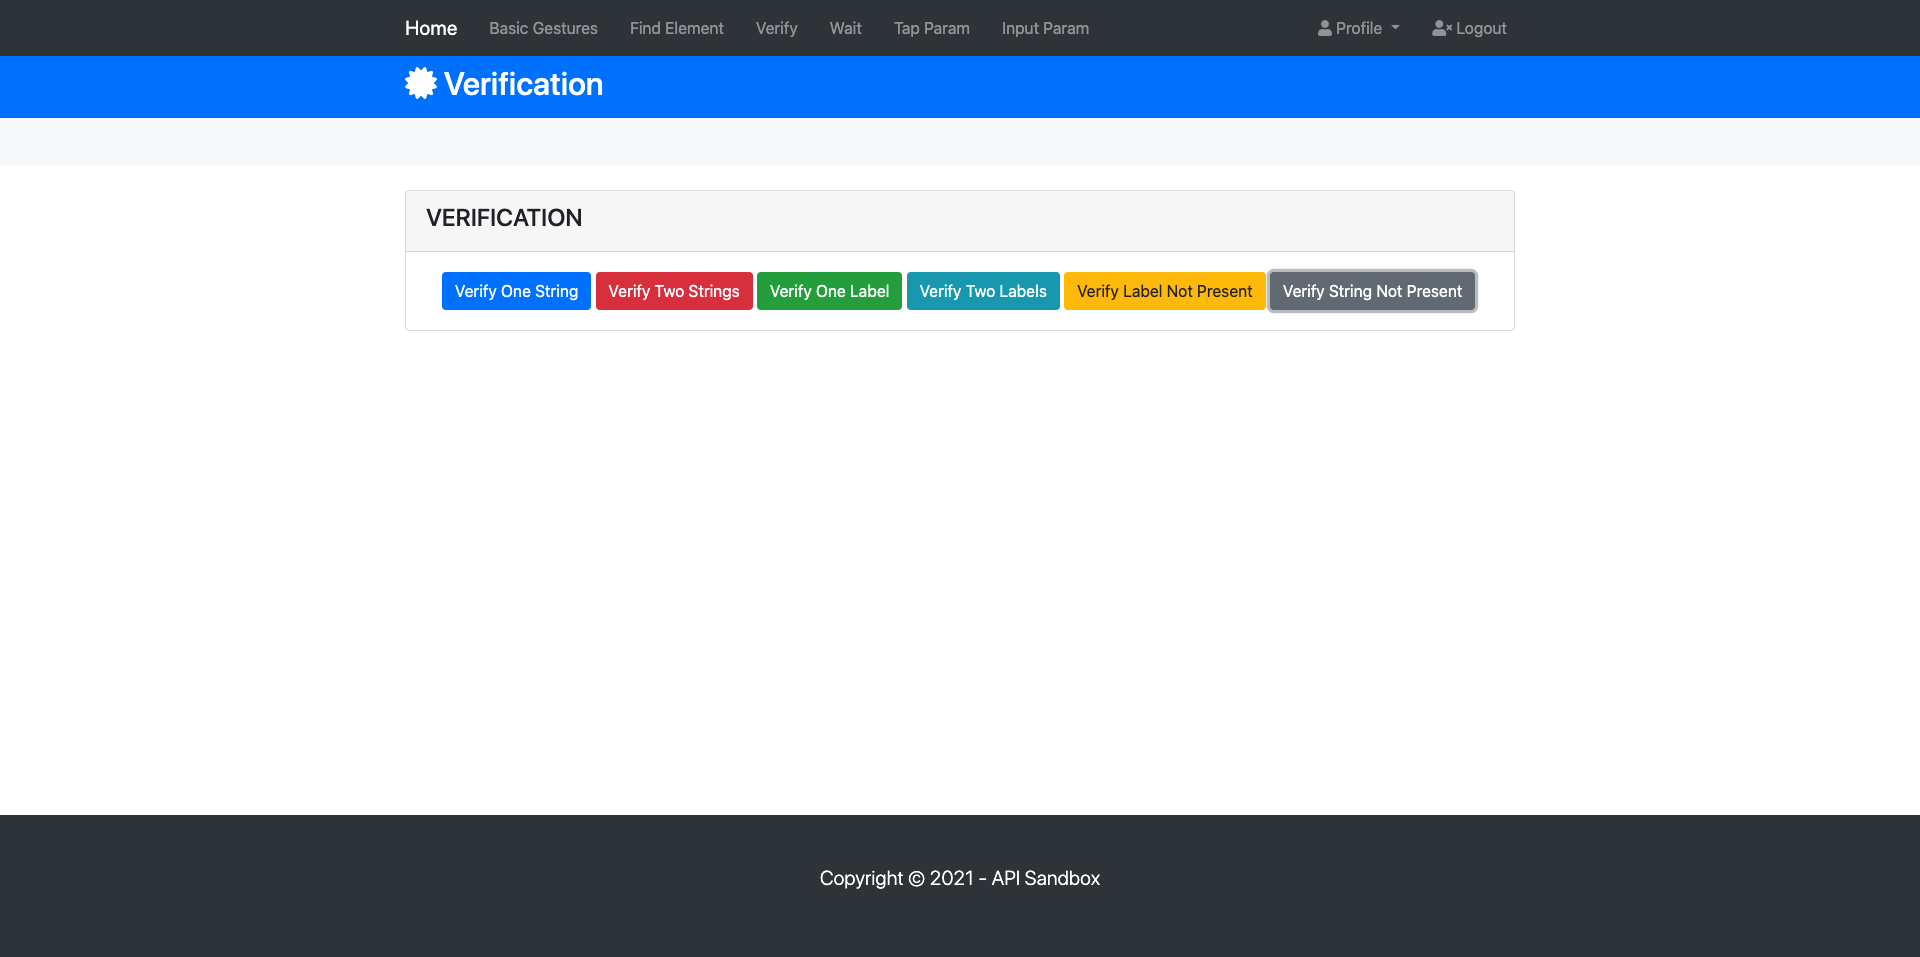 Home Basic Gestures Find Element Verify Wait Tap Param Input Param Profile Logout
Verification
VERIFICATION
Verify One String Verify Two Strings Verify One Label Verify Two Labels Verify Label Not Present Verify String Not Present
Copyright © 2021 - API Sandbox